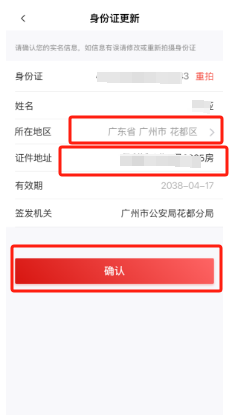 身份证更新
请确认您的实名信息，如信息有误请修改或重新拍摄身份证
身份证 重拍
姓名
所在地区 广东省 广州市 花都区
证件地址 房
有效期 2038-04-17
签发机关 广州市公安局花都分局
确认